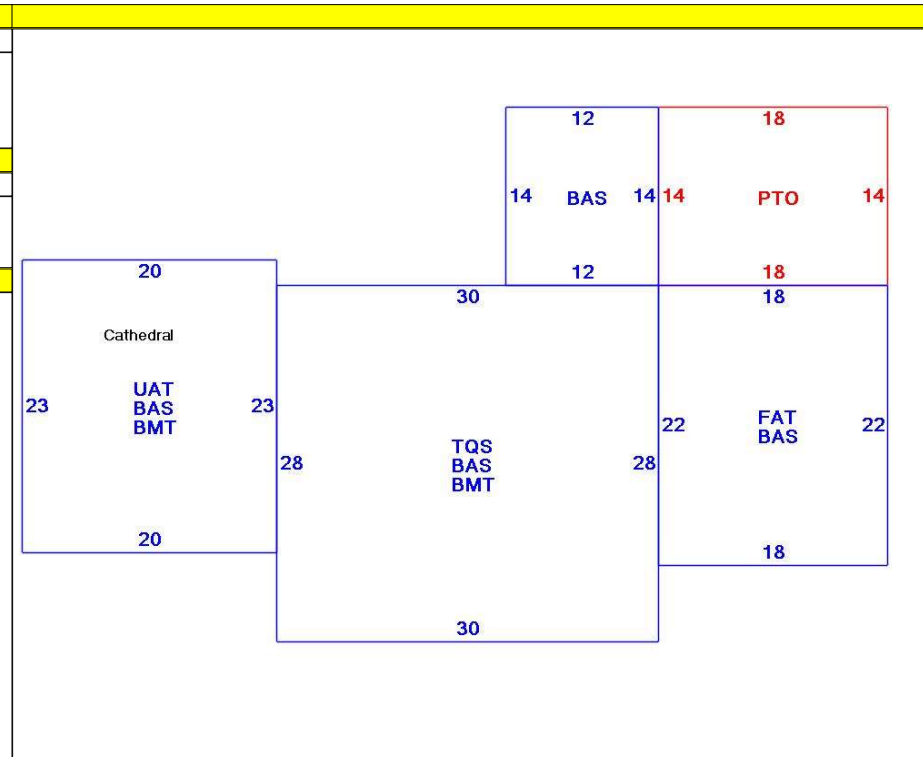 12
18
14
BAS
14
14
PTO
14
12
18
20
30
18
Cathedral
23
UAT
BAS
BMT
23
28
TQS
BAS
BMT
28
22
FAT
BAS
22
20
18
30